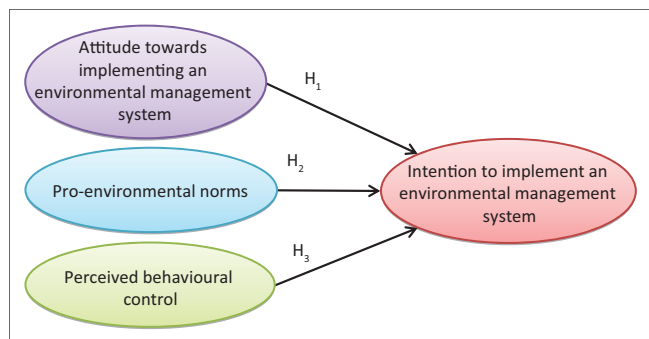 Attitude towards
implementing an
environmental management
system
H1
H2
Pro-environmental norms
Intention to implement an
environmental management
system
H3
Perceived behavioural
control